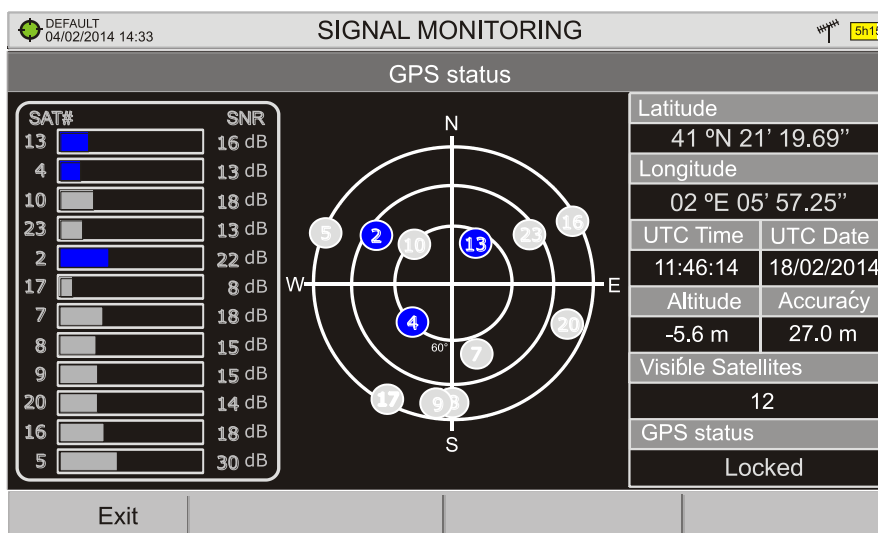 DEFAULT
04/02/2014 14:33
SIGNAL MONITORING
5h15
GPS status
SAT# SNR
13 16 dB
4 13 dB
10 18 dB
23 13 dB
2 22 dB
17 8 dB
7 18 dB
8 15 dB
9 15 dB
20 14 dB
16 18 dB
5 30 dB
N
5 2 10 13 23 16
W E
4 20
60° 7
17 9 8
S
Latitude
41 ºN 21’ 19.69’’
Longitude
02 ºE 05’ 57.25’’
UTC Time UTC Date
11:46:14 18/02/2014
Altitude Accuraćy
-5.6 m 27.0 m
Visible Satellites
12
GPS status
Locked
Exit